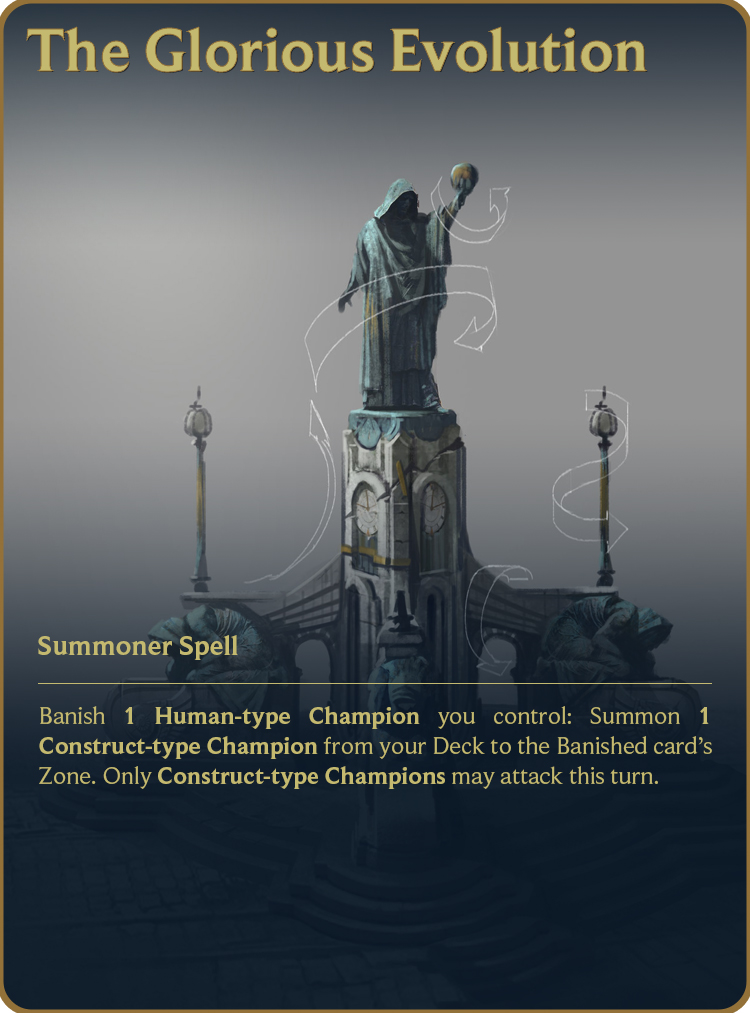 The Glorious Evolution
Summoner Spell
Banish 1 Human-type Champion you control: Summon 1
Construct-type Champion from your Deck to the Banished card’s
Zone. Only Construct-type Champions may attack this turn.